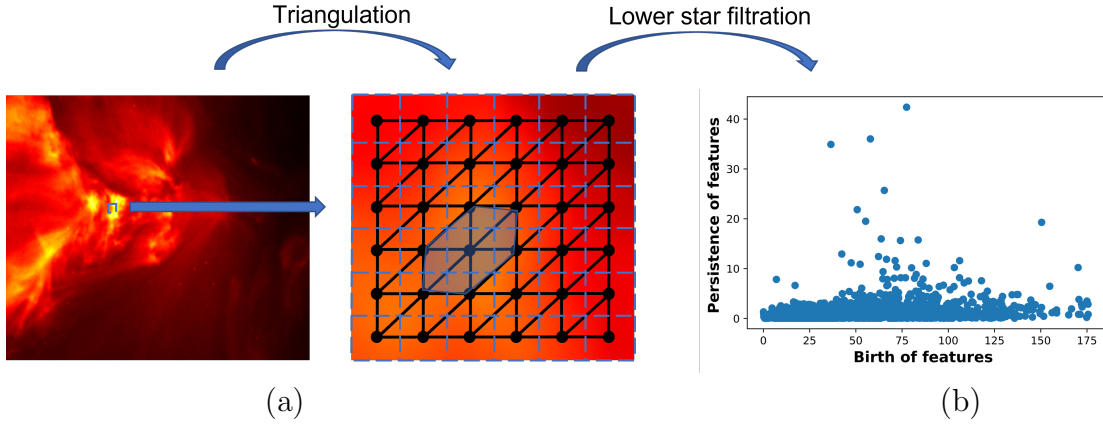 Triangulation
Lower star filtration
Persistence of features
40
30
20
10
0
0 25 50 75 100 125 150 175
Birth of features
(a)
(b)